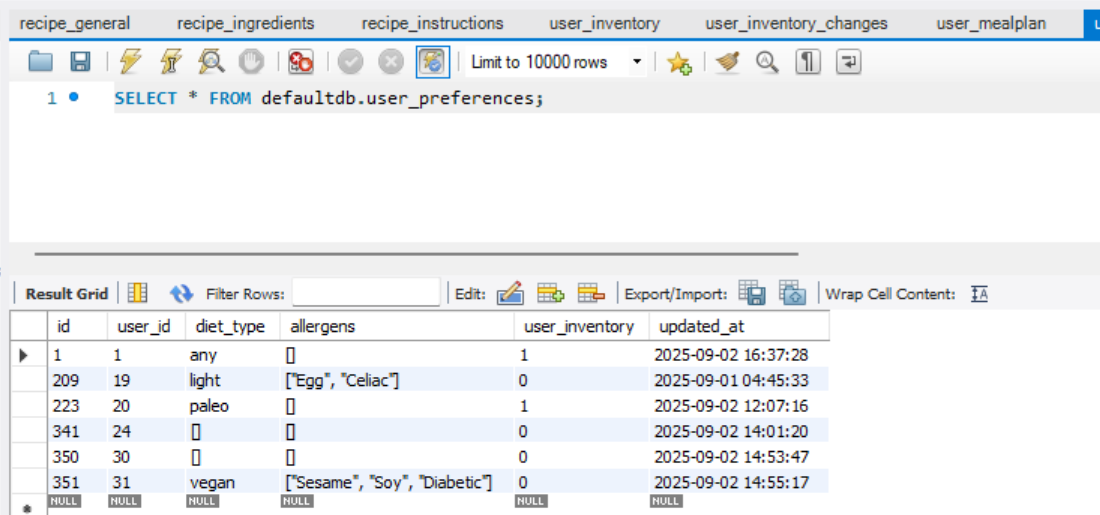 recipe_general recipe_ingredients recipe_instructions user_inventory user_inventory_changes user_mealplan
Limit to 10000 rows
1 SELECT * FROM defaultdb.user_preferences;
Result Grid Filter Rows: Edit: Export/Import: Wrap Cell Content:
id user_id diet_type allergens user_inventory updated_at
1 1 any [] 1 2025-09-02 16:37:28
209 19 light ["Egg", "Celiac"] 0 2025-09-01 04:45:33
223 20 paleo [] 1 2025-09-02 12:07:16
341 24 [] [] 0 2025-09-02 14:01:20
350 30 [] [] 0 2025-09-02 14:53:47
351 31 vegan ["Sesame", "Soy", "Diabetic"] 0 2025-09-02 14:55:17
NULL NULL NULL NULL NULL NULL